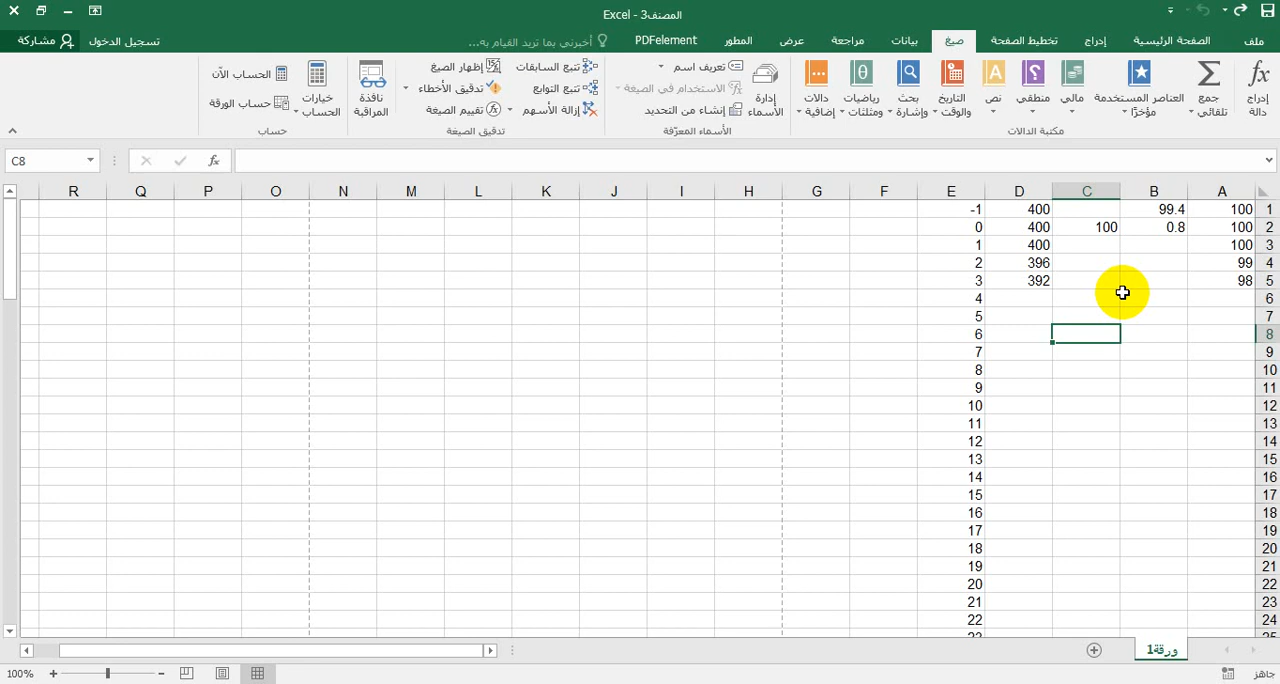 المصنف3 - Excel
ملف
الصفحة الرئيسية
إدراج
تخطيط الصفحة
صيغ
بيانات
مراجعة
عرض
المطور
PDFelement
أخبرني بما تريد القيام به...
تسجيل الدخول
مشاركة
إدراج دالة
جمع تلقائي
العناصر المستخدمة مؤخرًا
مالي
منطقي
نص
التاريخ والوقت
بحث وإشارة
رياضيات ومثلثات
دالات إضافية
مكتبة الدالات
إدارة الأسماء
تعريف اسم
الاستخدام في الصيغة
إنشاء من التحديد
الأسماء المعرّفة
تتبع السابقات
تتبع التوابع
إزالة الأسهم
إظهار الصيغ
تدقيق الأخطاء
تقييم الصيغة
تدقيق الصيغة
نافذة المراقبة
خيارات الحساب
الحساب الآن
حساب الورقة
حساب
C8
fx
A B C D E F G H I J K L M N O P Q R
1 100 99.4 400 -1
2 100 0.8 100 400 0
3 100 400 1
4 99 396 2
5 98 392 3
6 4
7 5
8 6
9 7
10 8
11 9
12 10
13 11
14 12
15 13
16 14
17 15
18 16
19 17
20 18
21 19
22 20
23 21
24 22
25 23
ورقة1
جاهز
100%